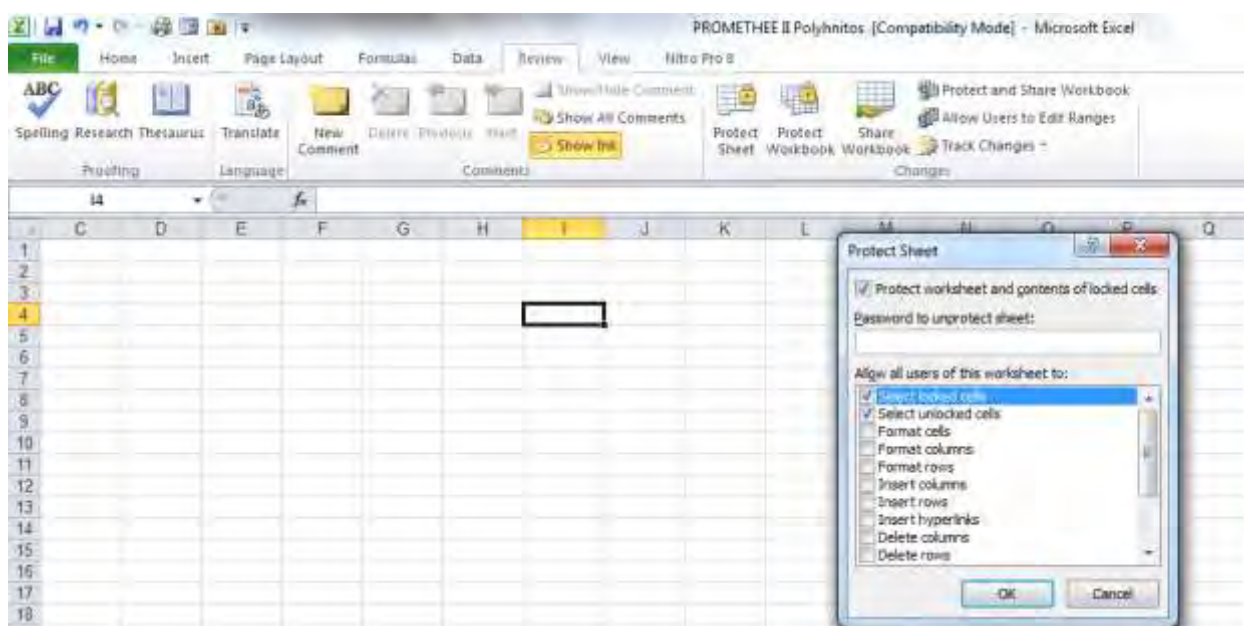 PROMETHEE II Polyhnitos [Compatibility Mode] - Microsoft Excel
File Home Insert Page Layout Formulas Data Review View Nitro Pro 8
ABC
Spelling Research Thesaurus Translate New Comment Delete Previous Next
Show/Hide Comment
Show All Comments
Show Ink
Protect Sheet Protect Workbook Share Workbook
Protect and Share Workbook
Allow Users to Edit Ranges
Track Changes
Proofing Language Comments Changes
I4 fx
C D E F G H I J K L M N O P Q
1
2
3
4
5
6
7
8
9
10
11
12
13
14
15
16
17
18
Protect Sheet
Protect worksheet and contents of locked cells
Password to unprotect sheet:
Allow all users of this worksheet to:
Select locked cells
Select unlocked cells
Format cells
Format columns
Format rows
Insert columns
Insert rows
Insert hyperlinks
Delete columns
Delete rows
OK Cancel